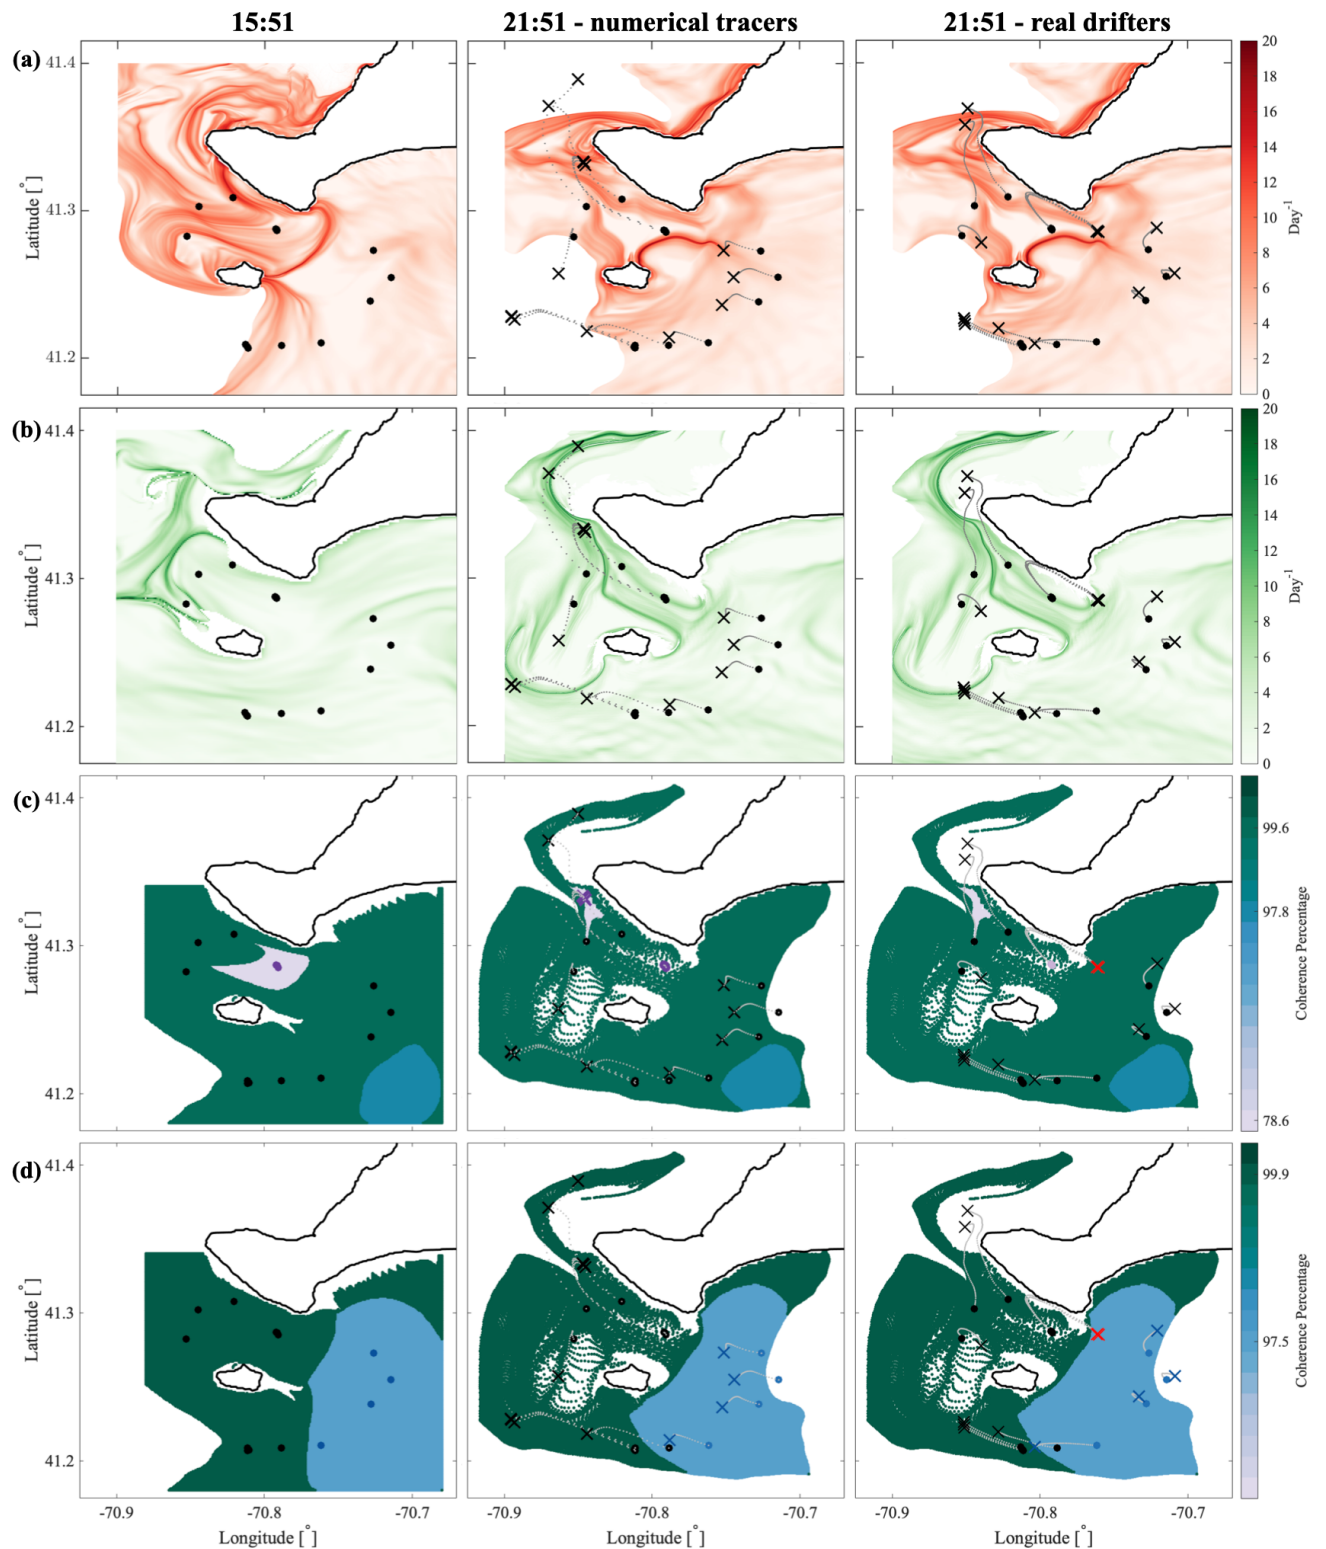 15:51
21:51 - numerical tracers
21:51 - real drifters
(a)
41.4
41.3
41.2
Latitude [°]
20
18
16
14
12
10
8
6
4
2
0
Day-1
(b)
41.4
41.3
41.2
Latitude [°]
20
18
16
14
12
10
8
6
4
2
0
Day-1
(c)
41.4
41.3
41.2
Latitude [°]
99.6
97.8
78.6
Coherence Percentage
(d)
41.4
41.3
41.2
Latitude [°]
99.9
97.5
Coherence Percentage
-70.9 -70.8 -70.7
-70.9 -70.8 -70.7
-70.9 -70.8 -70.7
Longitude [°]
Longitude [°]
Longitude [°]